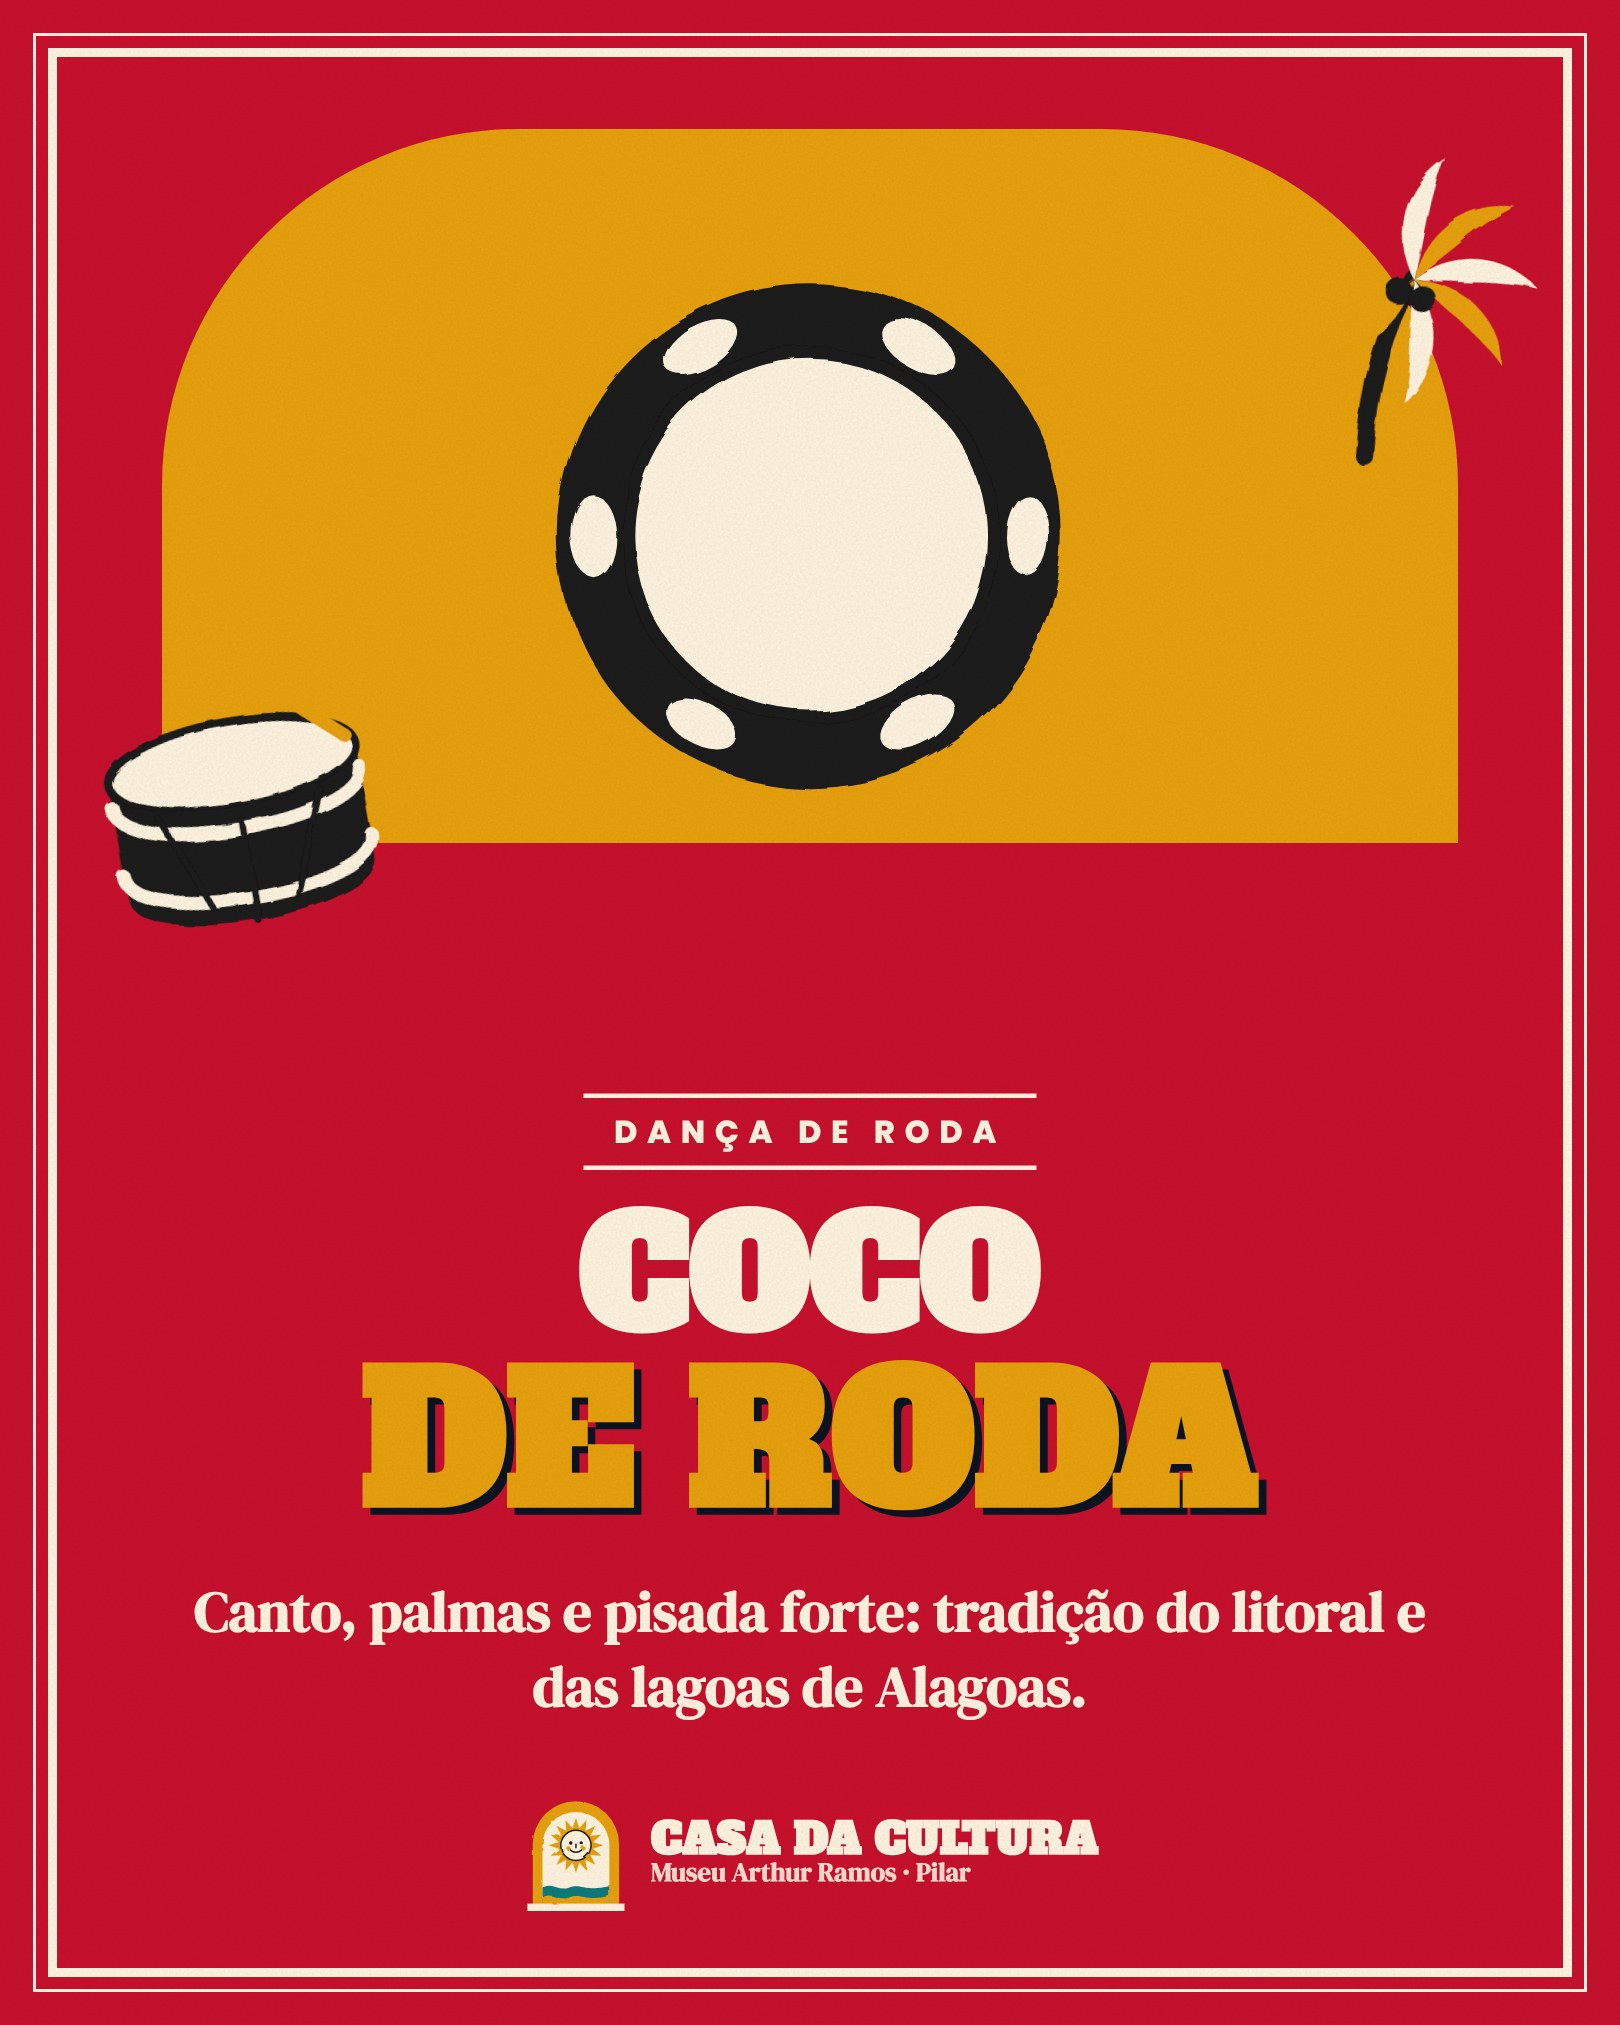 DANÇA DE RODA
COCO
DE RODA
Canto, palmas e pisada forte: tradição do litoral e
das lagoas de Alagoas.
CASA DA CULTURA
Museu Arthur Ramos · Pilar